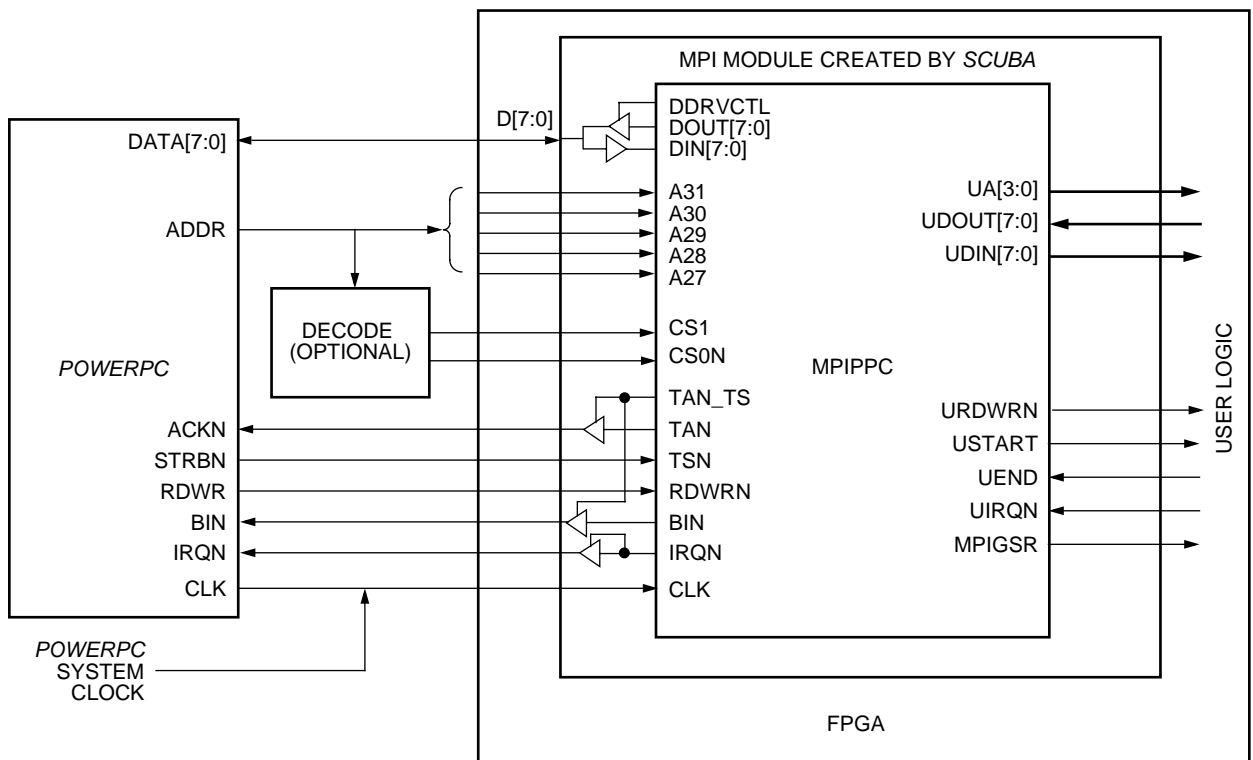 MPI MODULE CREATED BY SCUBA
D[7:0]
DDRVCTL
DOUT[7:0]
DIN[7:0]
DATA[7:0]
ADDR
A31
A30
A29
A28
A27
UA[3:0]
UDOUT[7:0]
UDIN[7:0]
DECODE
(OPTIONAL)
CS1
CS0N
POWERPC
MPIPPC
USER LOGIC
TAN_TS
TAN
TSN
RDWRN
BIN
IRQN
CLK
ACKN
STRBN
RDWR
BIN
IRQN
CLK
URDWRN
USTART
UEND
UIRQN
MPIGSR
POWERPC
SYSTEM
CLOCK
FPGA